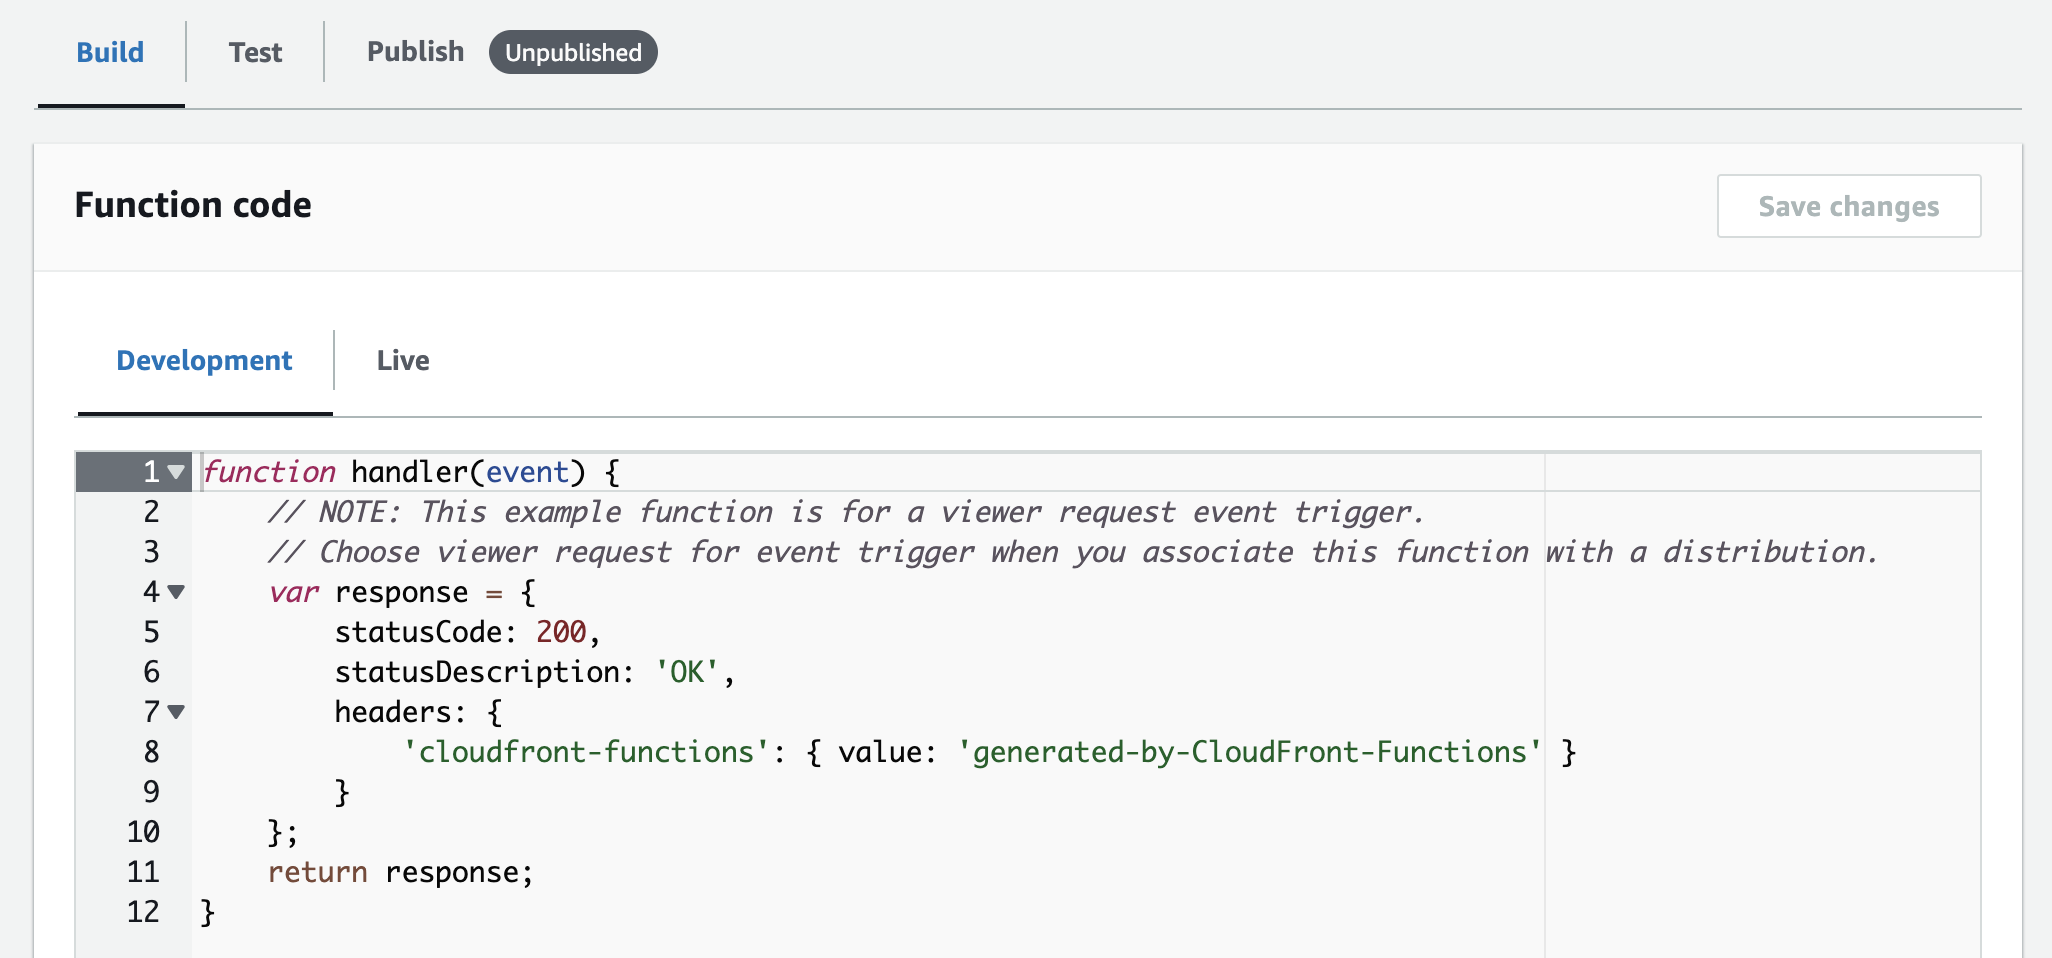 Build Test Publish Unpublished
Function code Save changes
Development Live
1 function handler(event) {
2     // NOTE: This example function is for a viewer request event trigger.
3     // Choose viewer request for event trigger when you associate this function with a distribution.
4     var response = {
5         statusCode: 200,
6         statusDescription: 'OK',
7         headers: {
8             'cloudfront-functions': { value: 'generated-by-CloudFront-Functions' }
9         }
10     };
11     return response;
12 }